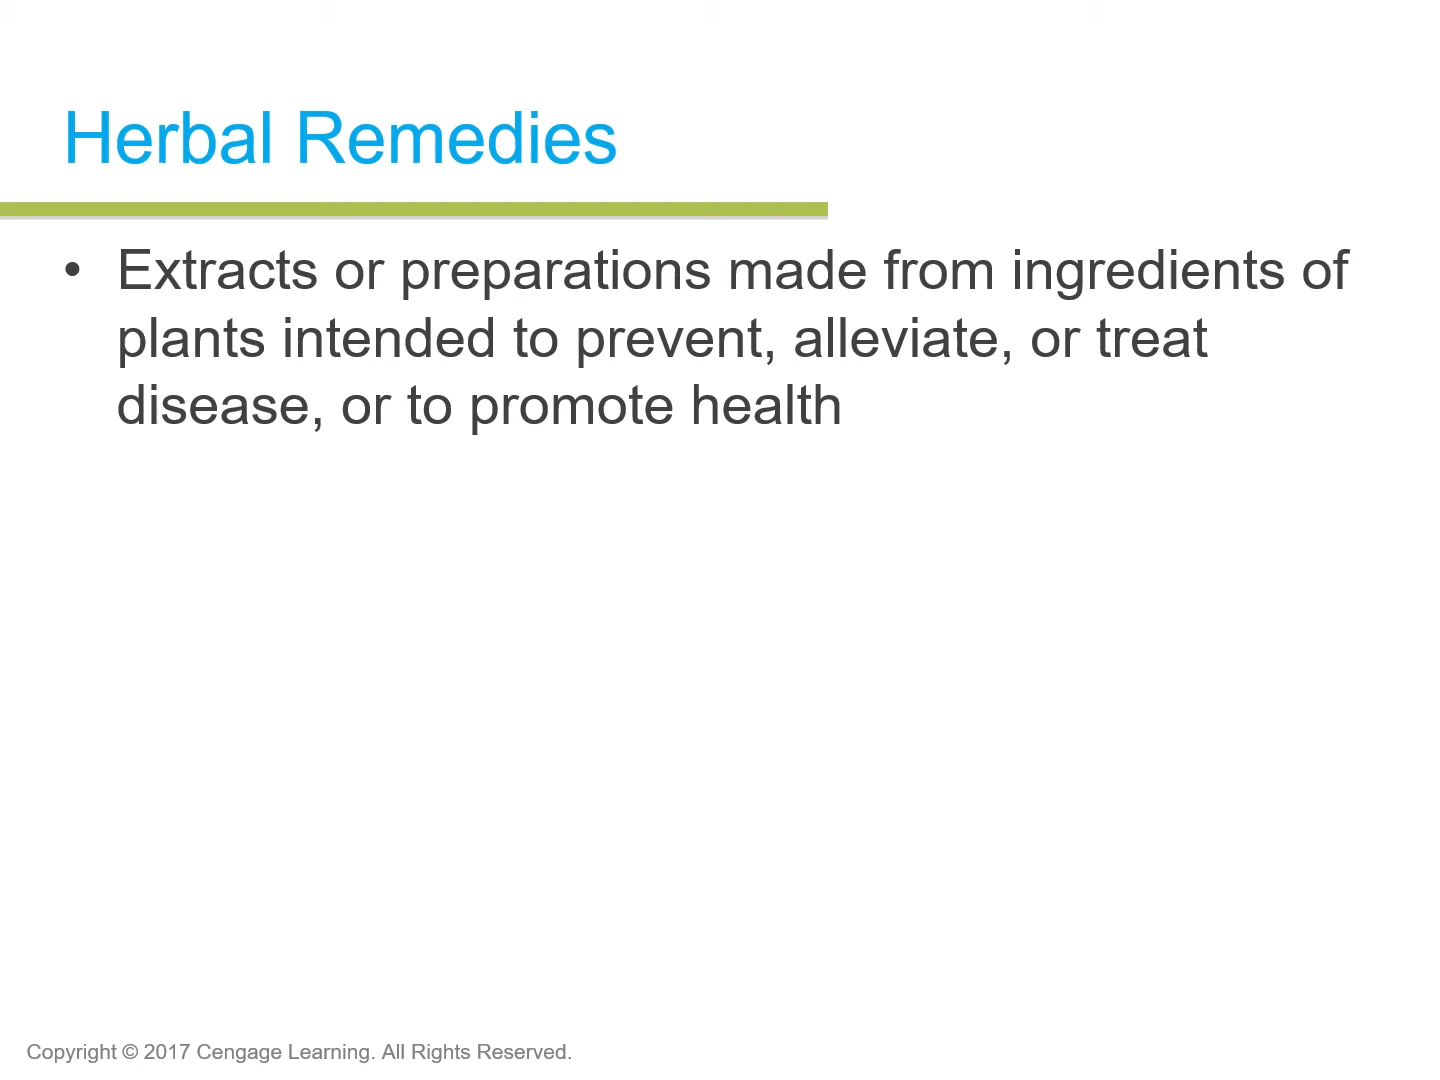 Herbal Remedies
• Extracts or preparations made from ingredients of
plants intended to prevent, alleviate, or treat
disease, or to promote health
Copyright © 2017 Cengage Learning. All Rights Reserved.